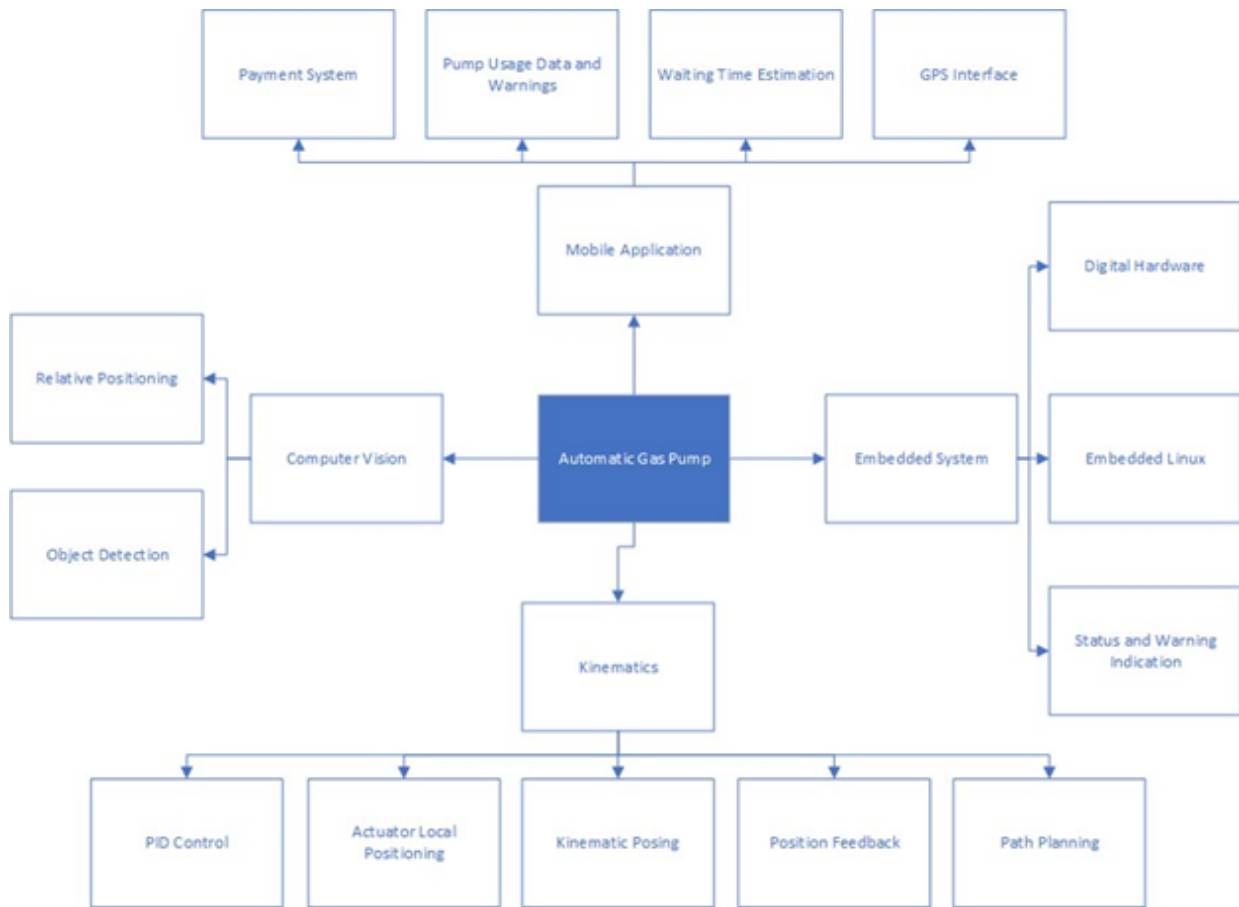 Payment System
Pump Usage Data and
Warnings
Waiting Time Estimation
GPS Interface
Mobile Application
Digital Hardware
Relative Positioning
Computer Vision
Automatic Gas Pump
Embedded System
Embedded Linux
Object Detection
Kinematics
Status and Warning
Indication
PID Control
Actuator Local
Positioning
Kinematic Posing
Position Feedback
Path Planning